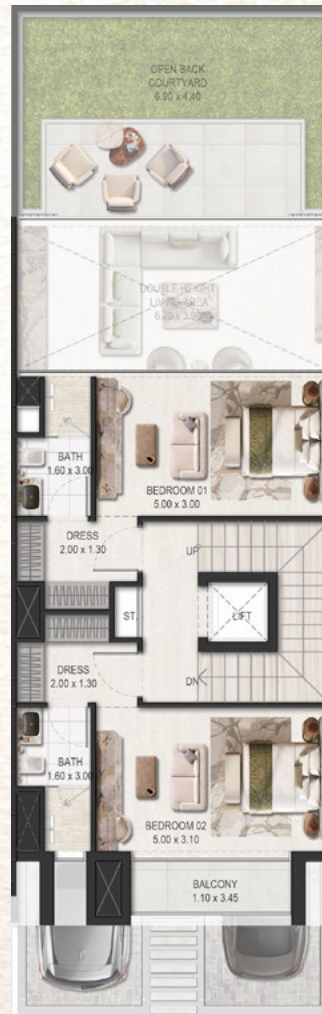 OPEN BACK
COURTYARD
6.90 x 4.40
DOUBLE HEIGHT
LIVING AREA
BATH
1.60 x 3.00
BEDROOM 01
5.00 x 3.00
DRESS
2.00 x 1.30
UP
ST.
LIFT
DRESS
2.00 x 1.30
DN
BATH
1.60 x 3.00
BEDROOM 02
5.00 x 3.10
BALCONY
1.10 x 3.45